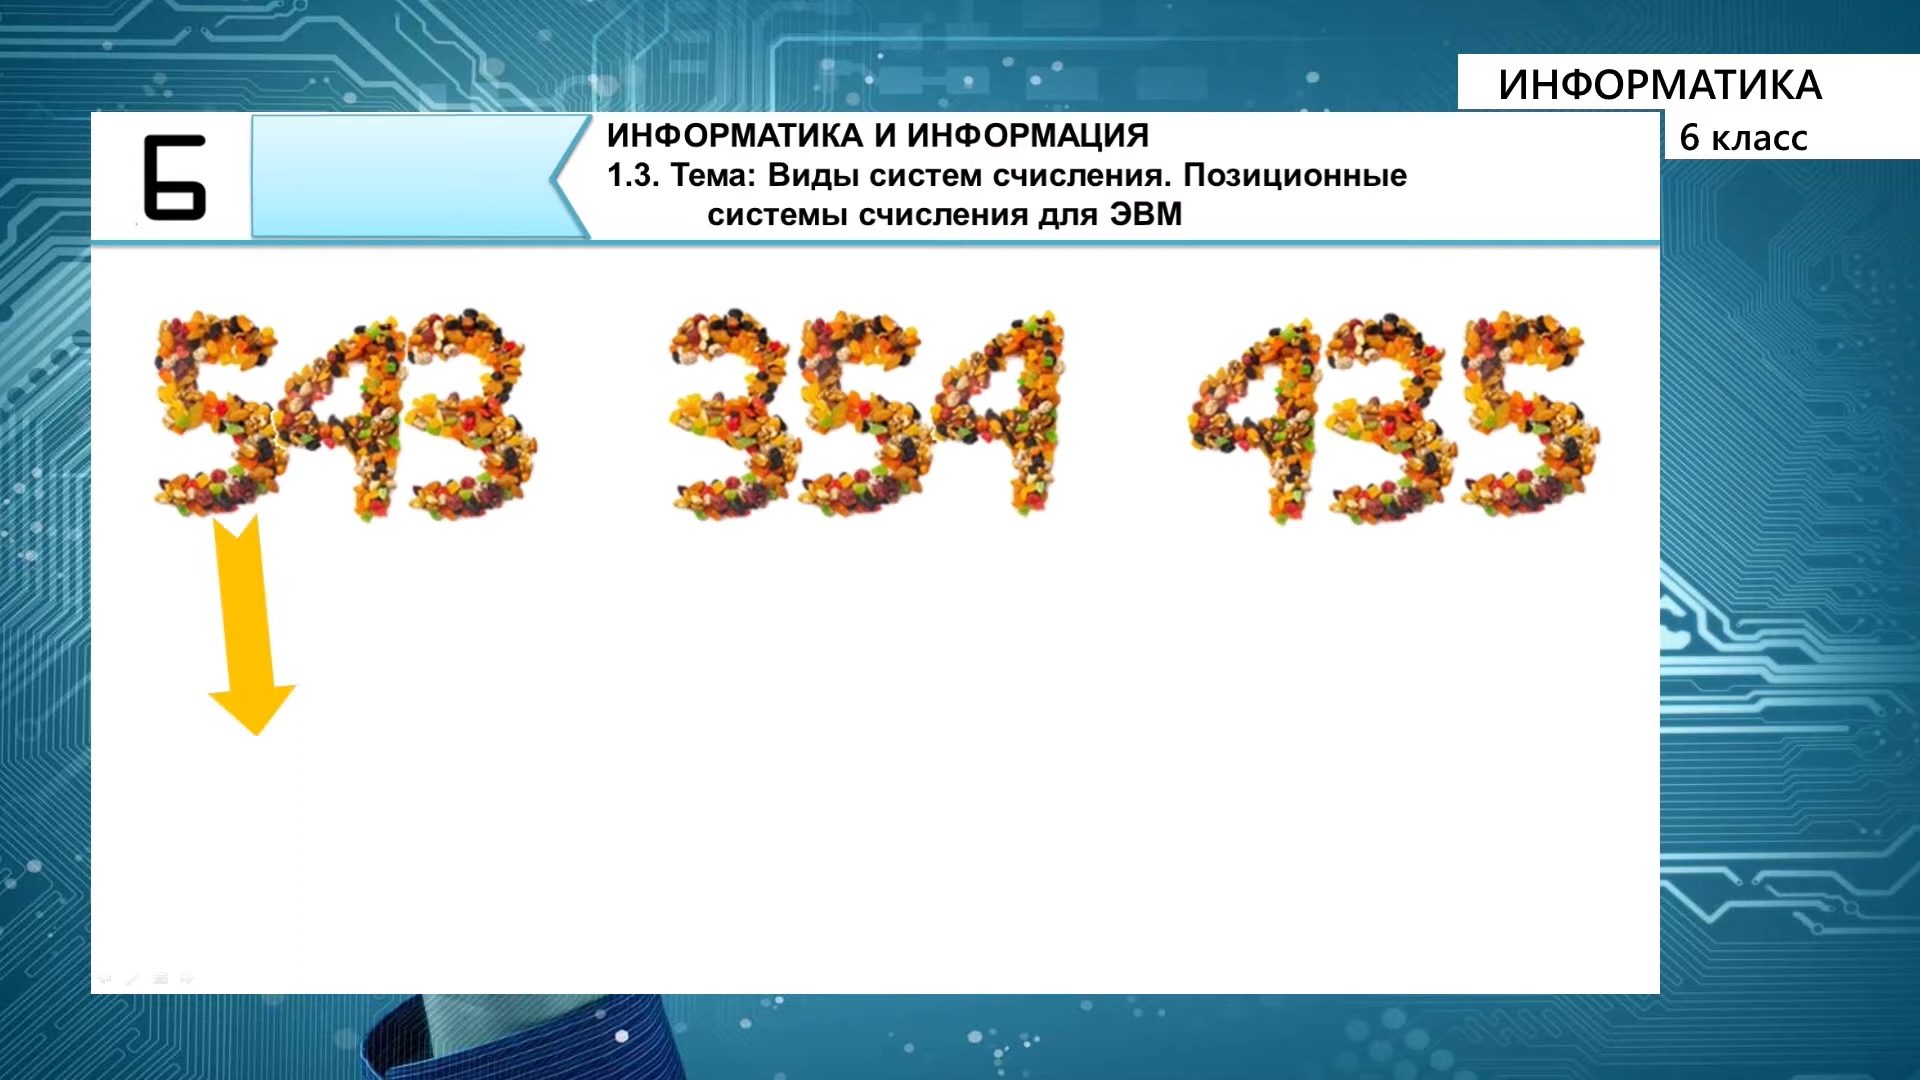 ИНФОРМАТИКА
6 класс
Б
ИНФОРМАТИКА И ИНФОРМАЦИЯ
1.3. Тема: Виды систем счисления. Позиционные
системы счисления для ЭВМ
543 354 435